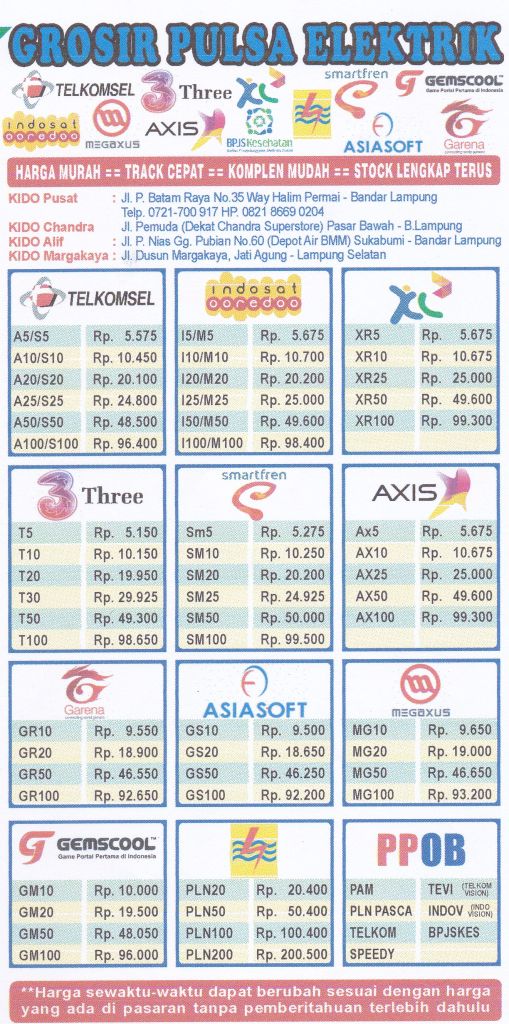 GROSIR PULSA ELEKTRIK
TELKOMSEL
3 Three
XL
smartfren
GEMSCOOL™
Game Portal Pertama di Indonesia
indosat
ooredoo
MEGAXUS
AXIS
BPJS Kesehatan
ASIASOFT
Garena
HARGA MURAH == TRACK CEPAT == KOMPLEN MUDAH == STOCK LENGKAP TERUS
KIDO Pusat : Jl. P. Batam Raya No.35 Way Halim Permai - Bandar Lampung
Telp. 0721-700 917 HP. 0821 8669 0204
KIDO Chandra : Jl. Pemuda (Dekat Chandra Superstore) Pasar Bawah - B.Lampung
KIDO Alif : Jl. P. Nias Gg. Pubian No.60 (Depot Air BMM) Sukabumi - Bandar Lampung
KIDO Margakaya : Jl. Dusun Margakaya, Jati Agung - Lampung Selatan
TELKOMSEL
A5/S5 Rp. 5.575
A10/S10 Rp. 10.450
A20/S20 Rp. 20.100
A25/S25 Rp. 24.800
A50/S50 Rp. 48.500
A100/S100 Rp. 96.400
indosat
ooredoo
I5/M5 Rp. 5.675
I10/M10 Rp. 10.700
I20/M20 Rp. 20.200
I25/M25 Rp. 25.000
I50/M50 Rp. 49.600
I100/M100 Rp. 98.400
XL
XR5 Rp. 5.675
XR10 Rp. 10.675
XR25 Rp. 25.000
XR50 Rp. 49.600
XR100 Rp. 99.300
3 Three
T5 Rp. 5.150
T10 Rp. 10.150
T20 Rp. 19.950
T30 Rp. 29.925
T50 Rp. 49.300
T100 Rp. 98.650
smartfren
Sm5 Rp. 5.275
SM10 Rp. 10.250
SM20 Rp. 20.200
SM25 Rp. 24.925
SM50 Rp. 50.000
SM100 Rp. 99.500
AXIS
Ax5 Rp. 5.675
AX10 Rp. 10.675
AX25 Rp. 25.000
AX50 Rp. 49.600
AX100 Rp. 99.300
Garena
GR10 Rp. 9.550
GR20 Rp. 18.900
GR50 Rp. 46.550
GR100 Rp. 92.650
ASIASOFT
GS10 Rp. 9.500
GS20 Rp. 18.650
GS50 Rp. 46.250
GS100 Rp. 92.200
MEGAXUS
MG10 Rp. 9.650
MG20 Rp. 19.000
MG50 Rp. 46.650
MG100 Rp. 93.200
GEMSCOOL™
Game Portal Pertama di Indonesia
GM10 Rp. 10.000
GM20 Rp. 19.500
GM50 Rp. 48.050
GM100 Rp. 96.000
PLN20 Rp. 20.400
PLN50 Rp. 50.400
PLN100 Rp. 100.400
PLN200 Rp. 200.500
PPOB
PAM TEVI (TELKOM VISION)
PLN PASCA INDOV (INDO VISION)
TELKOM BPJSKES
SPEEDY
**Harga sewaktu-waktu dapat berubah sesuai dengan harga
yang ada di pasaran tanpa pemberitahuan terlebih dahulu